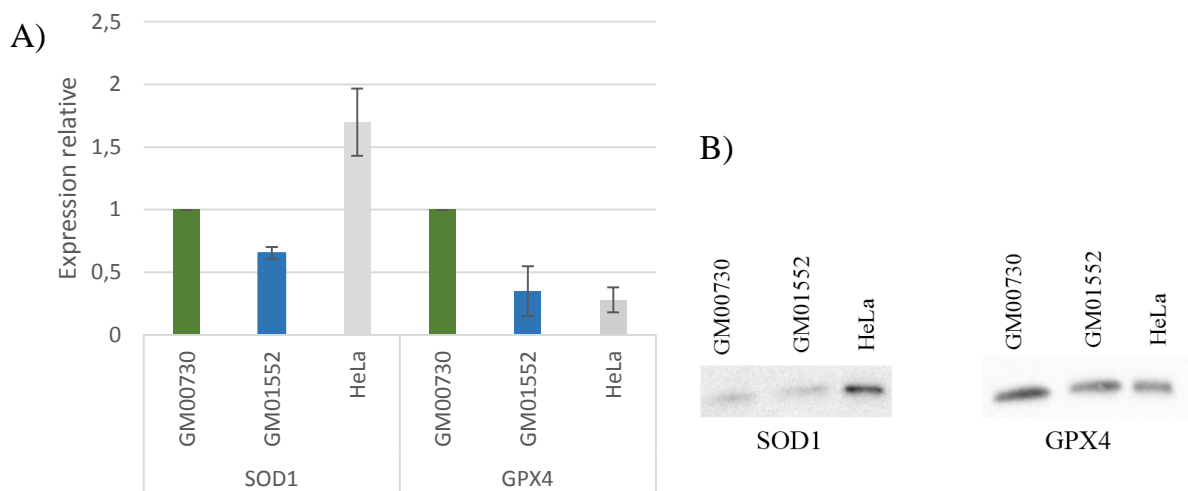 A)
Expression relative
2,5
2
1,5
1
0,5
0
GM00730
GM01552
HeLa
GM00730
GM01552
HeLa
SOD1
GPX4
B)
GM00730
GM01552
HeLa
SOD1
GM00730
GM01552
HeLa
GPX4